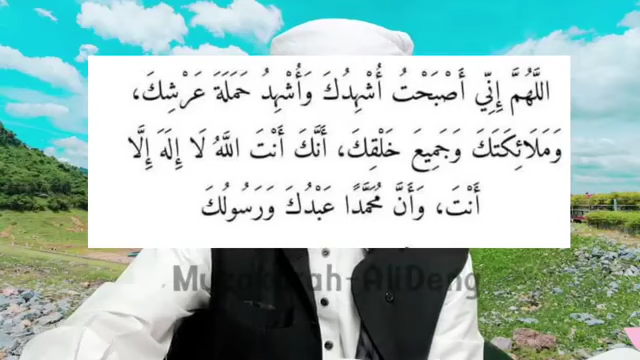 اللَّهُمَّ إِنِّي أَصْبَحْتُ أُشْهِدُكَ وَأُشْهِدُ حَمَلَةَ عَرْشِكَ،
وَمَلَائِكَتَكَ وَجَمِيعَ خَلْقِكَ، أَنَّكَ أَنْتَ اللَّهُ لَا إِلَهَ إِلَّا
أَنْتَ، وَأَنَّ مُحَمَّدًا عَبْدُكَ وَرَسُولُكَ